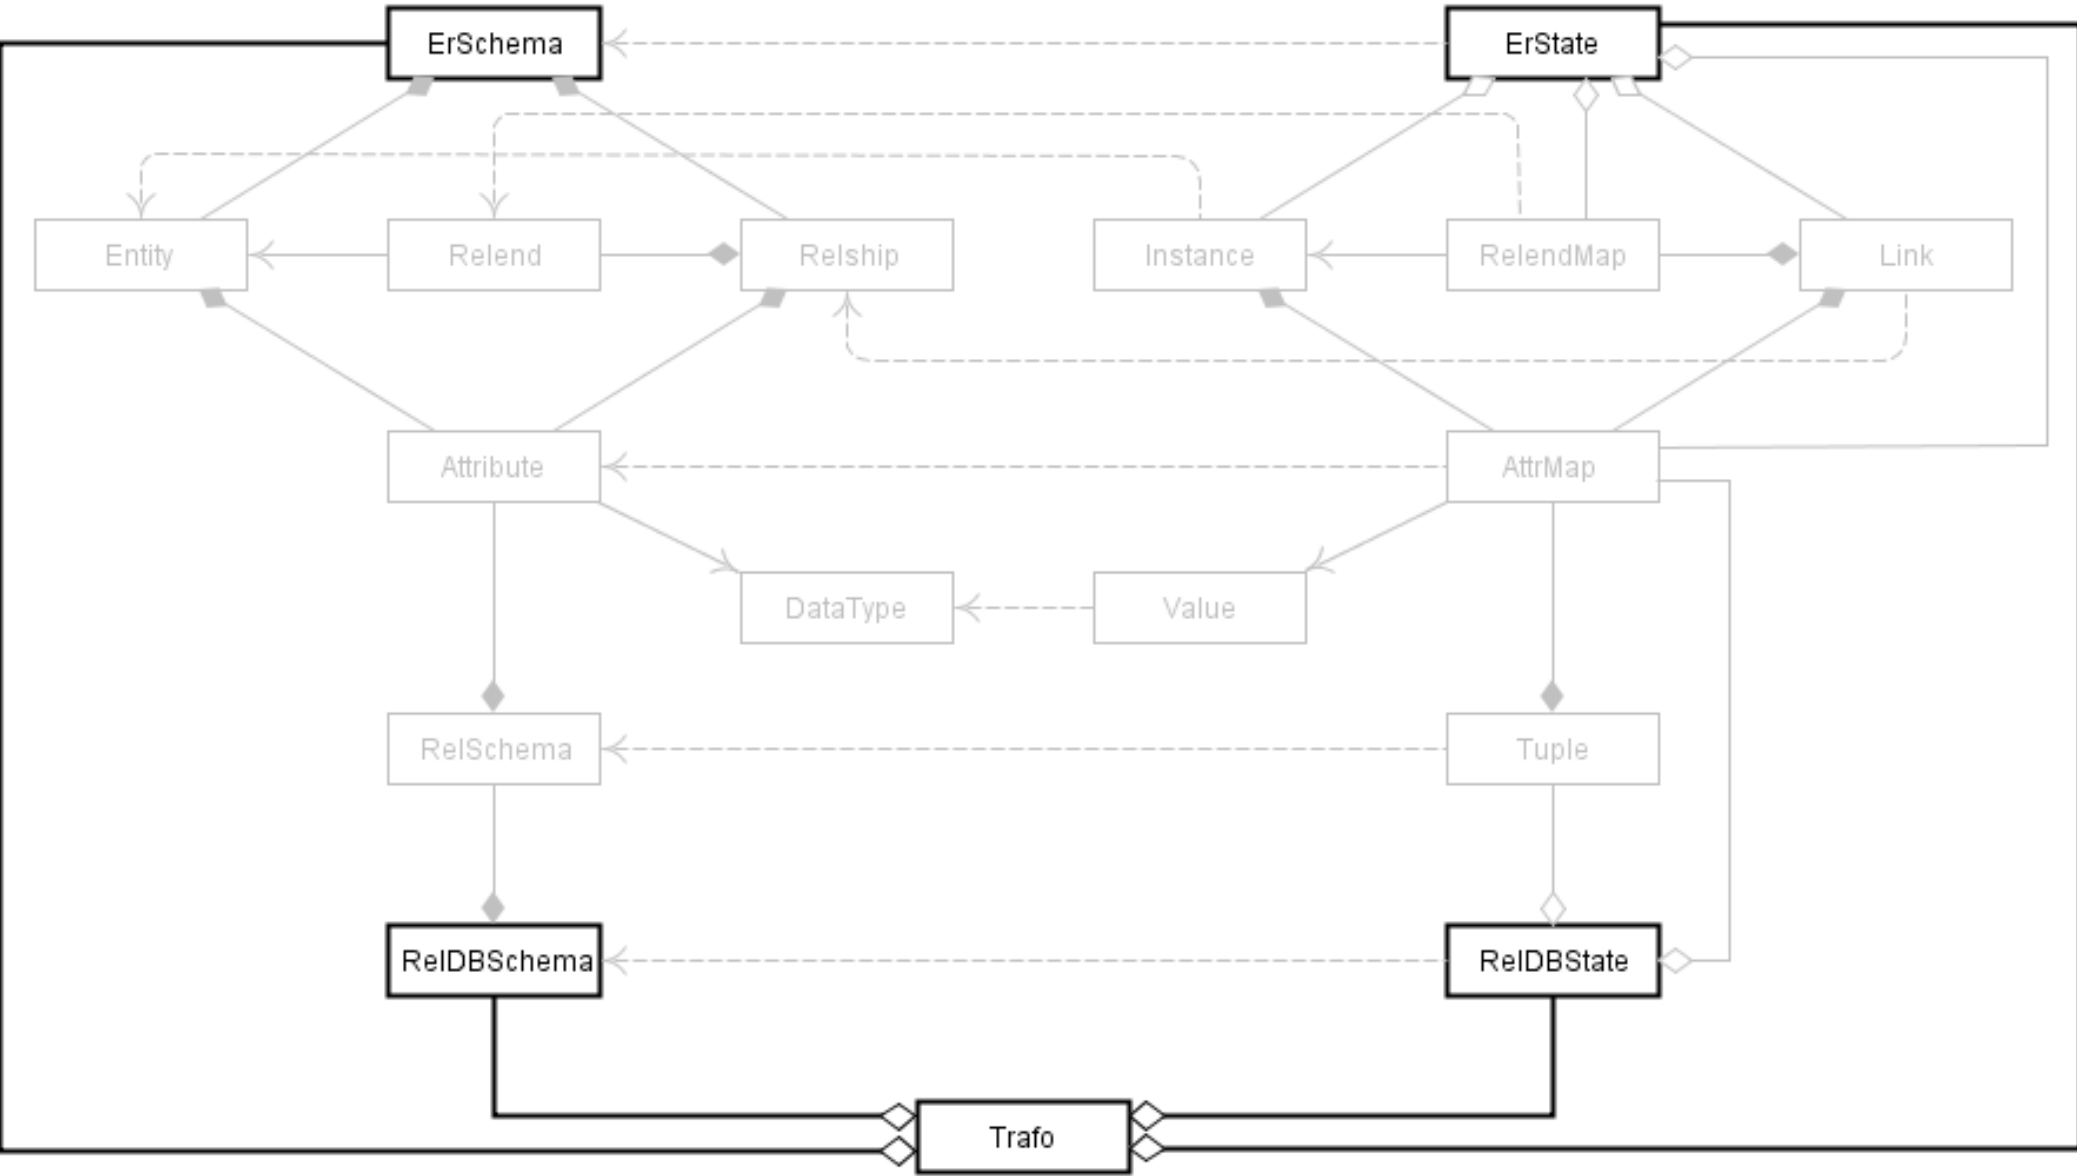 ErSchema
ErState
Entity
Relend
Relship
Instance
RelendMap
Link
Attribute
AttrMap
DataType
Value
RelSchema
Tuple
RelDBSchema
RelDBState
Trafo